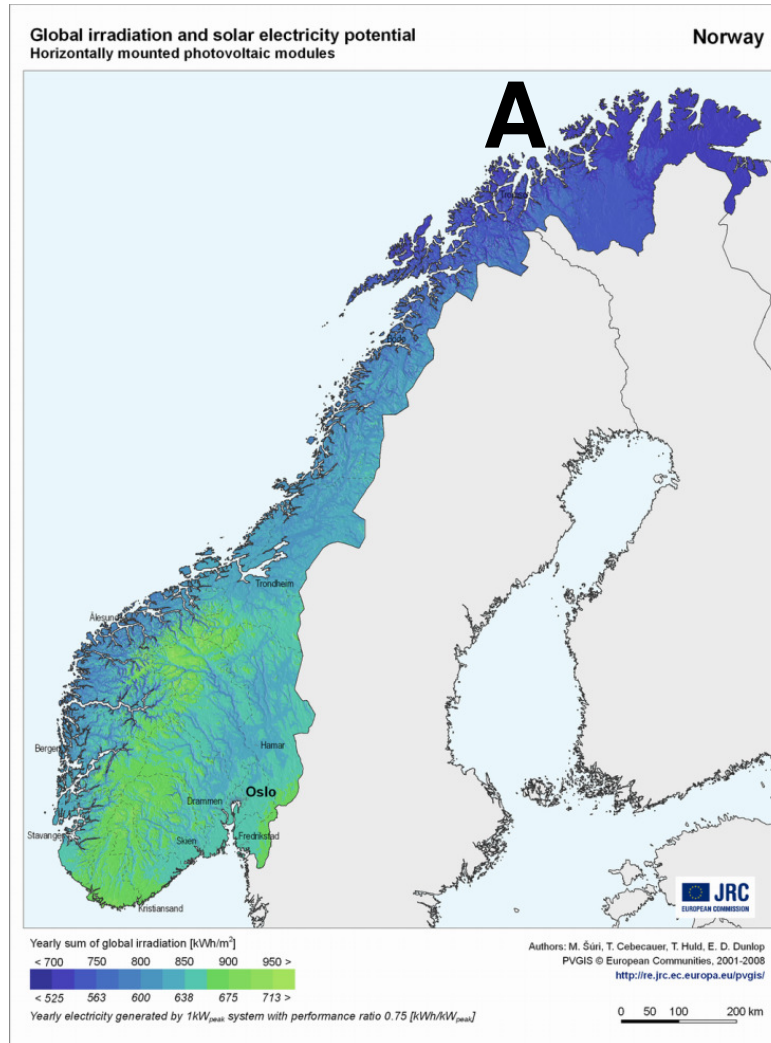 Global irradiation and solar electricity potential
Horizontally mounted photovoltaic modules
Norway
A
Tromsø
Bodø
Trondheim
Ålesund
Bergen
Hamar
Oslo
Drammen
Stavanger
Skien
Fredrikstad
Kristiansand
JRC
EUROPEAN COMMISSION
Yearly sum of global irradiation [kWh/m²]
< 700 750 800 850 900 950 >
< 525 563 600 638 675 713 >
Yearly electricity generated by 1kWpeak system with performance ratio 0.75 [kWh/kWpeak]
Authors: M. Šúri, T. Cebecauer, T. Huld, E. D. Dunlop
PVGIS © European Communities, 2001-2008
http://re.jrc.ec.europa.eu/pvgis/
0 50 100 200 km